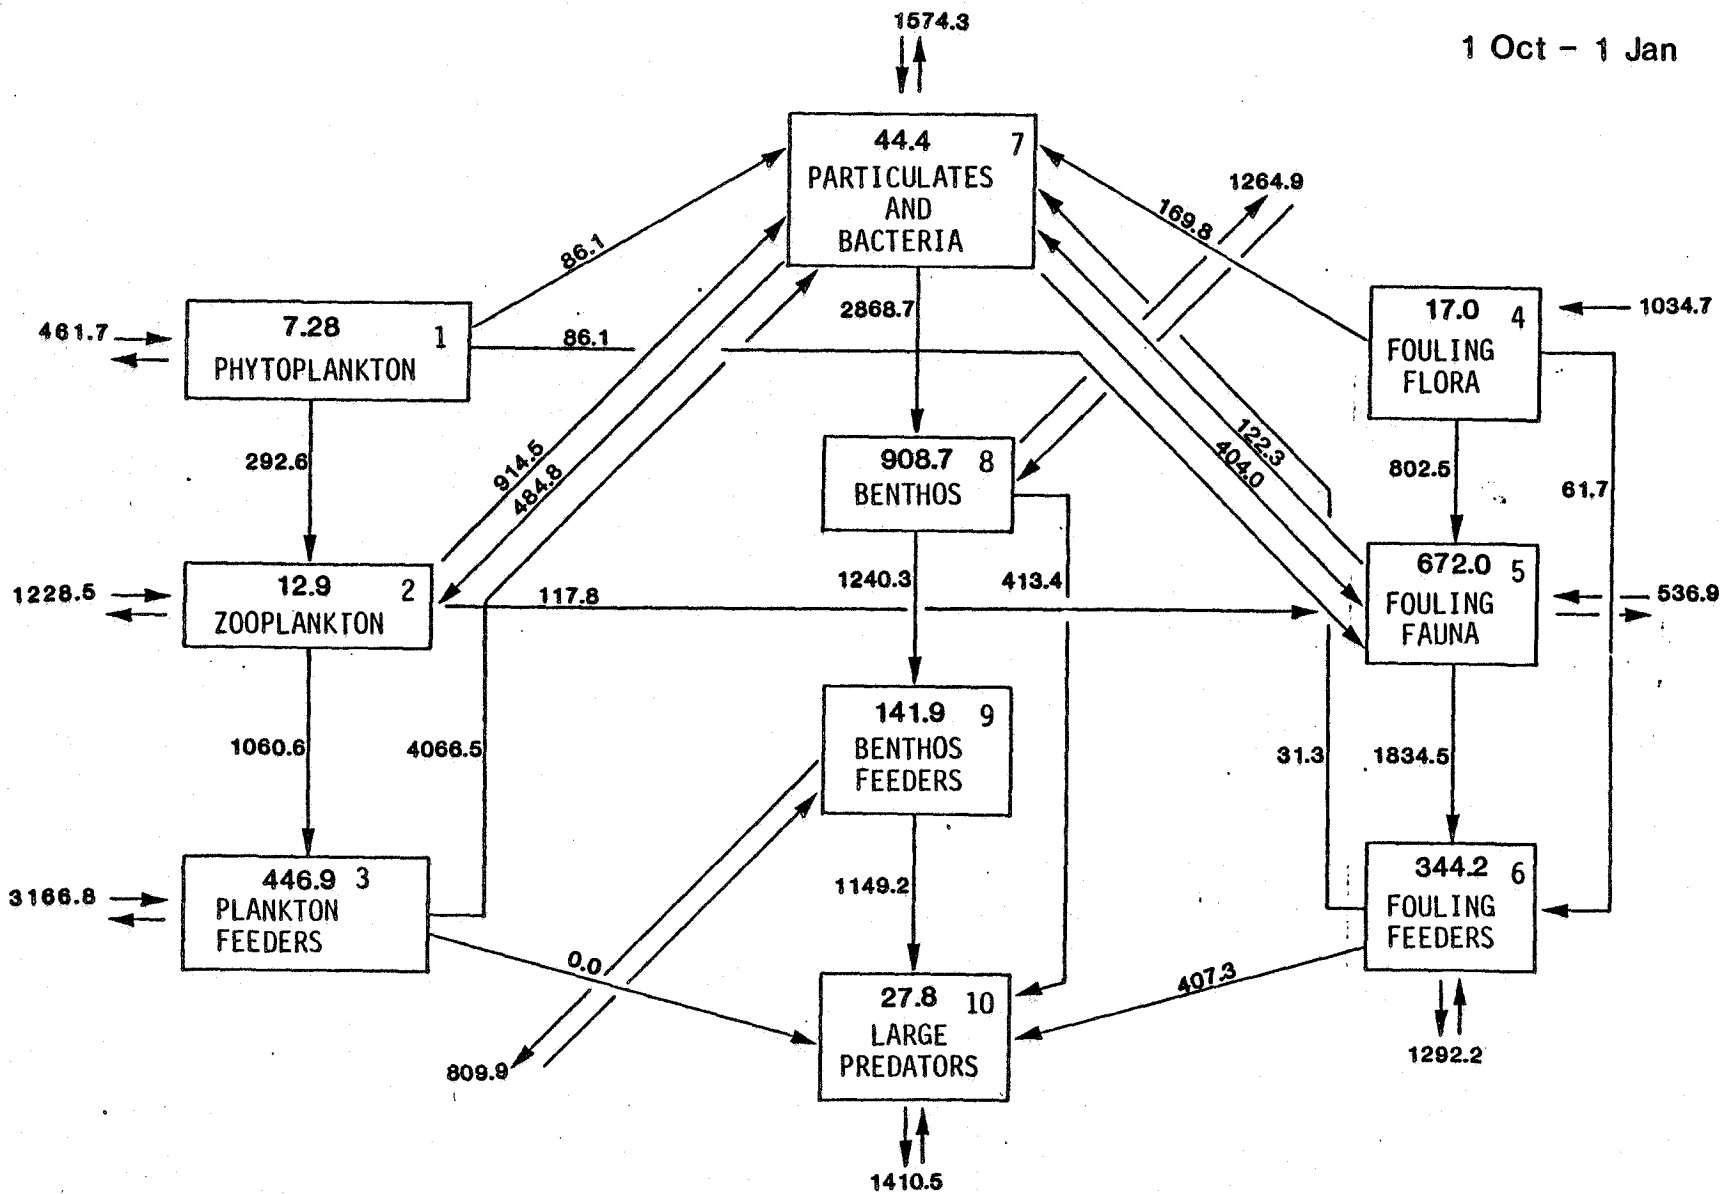 1574.3
1 Oct – 1 Jan
44.4 7
PARTICULATES
AND
BACTERIA
1264.9
169.8
86.1
461.7
7.28 1
PHYTOPLANKTON
86.1
2868.7
17.0 4
FOULING
FLORA
1034.7
292.6
914.5
484.8
908.7 8
BENTHOS
122.3
404.0
802.5
61.7
1228.5
12.9 2
ZOOPLANKTON
117.8
1240.3
413.4
672.0 5
FOULING
FAUNA
536.9
1060.6
4066.5
141.9 9
BENTHOS
FEEDERS
31.3
1834.5
3166.8
446.9 3
PLANKTON
FEEDERS
1149.2
344.2 6
FOULING
FEEDERS
0.0
407.3
27.8 10
LARGE
PREDATORS
809.9
1292.2
1410.5